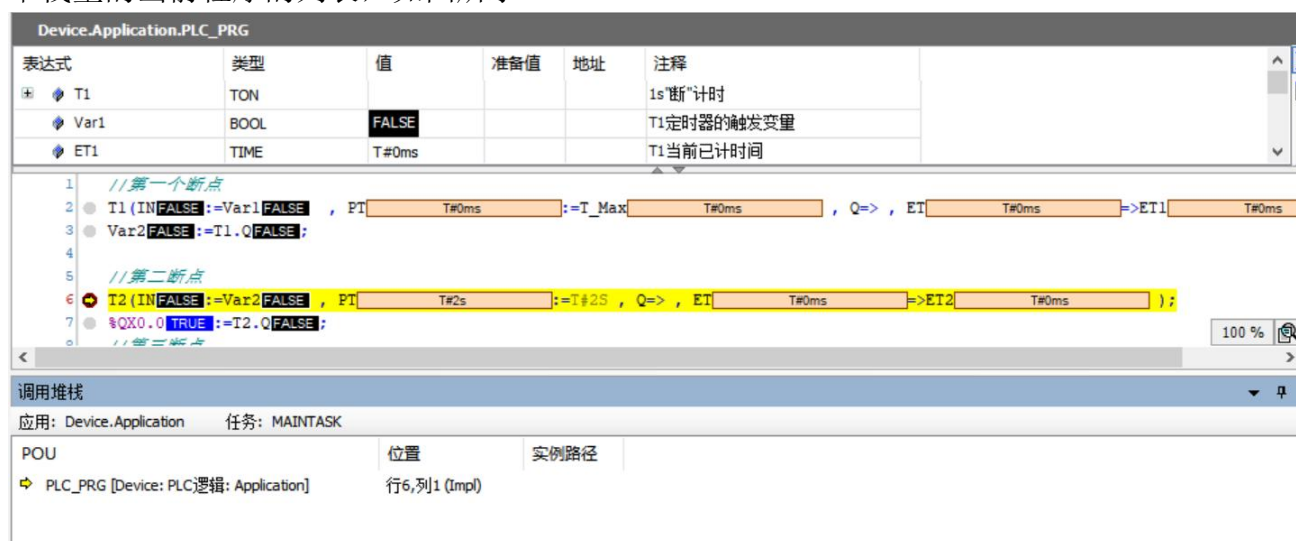 Device.Application.PLC_PRG
表达式 类型 值 准备值 地址 注释
T1 TON 1s"断"计时
Var1 BOOL FALSE T1定时器的触发变量
ET1 TIME T#0ms T1当前已计时间
1 //第一个断点
2 T1(IN FALSE :=Var1 FALSE , PT T#0ms :=T_Max T#0ms , Q=> , ET T#0ms =>ET1 T#0ms
3 Var2 FALSE :=T1.Q FALSE ;
4
5 //第二断点
6 T2(IN FALSE :=Var2 FALSE , PT T#2s :=T#2S , Q=> , ET T#0ms =>ET2 T#0ms );
7 %QX0.0 TRUE :=T2.Q FALSE ;
8 //第三断点
100 %
调用堆栈
应用: Device.Application 任务: MAINTASK
POU 位置 实例路径
PLC_PRG [Device: PLC逻辑: Application] 行6,列1 (Impl)